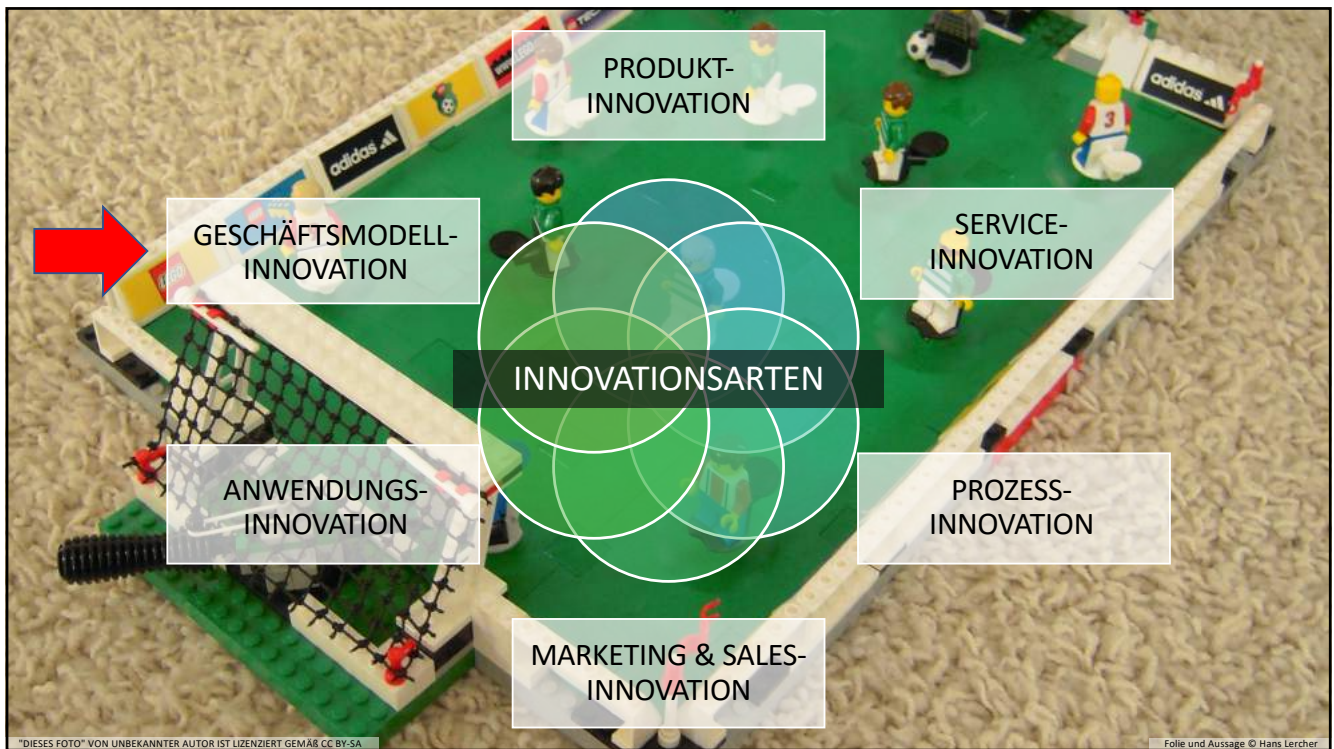 PRODUKT-
INNOVATION
GESCHÄFTSMODELL-
INNOVATION
SERVICE-
INNOVATION
INNOVATIONSARTEN
ANWENDUNGS-
INNOVATION
PROZESS-
INNOVATION
MARKETING & SALES-
INNOVATION
adidas
adidas
3
LEGO
"DIESES FOTO" VON UNBEKANNTER AUTOR IST LIZENZIERT GEMÄß CC BY-SA
Folie und Aussage © Hans Lercher